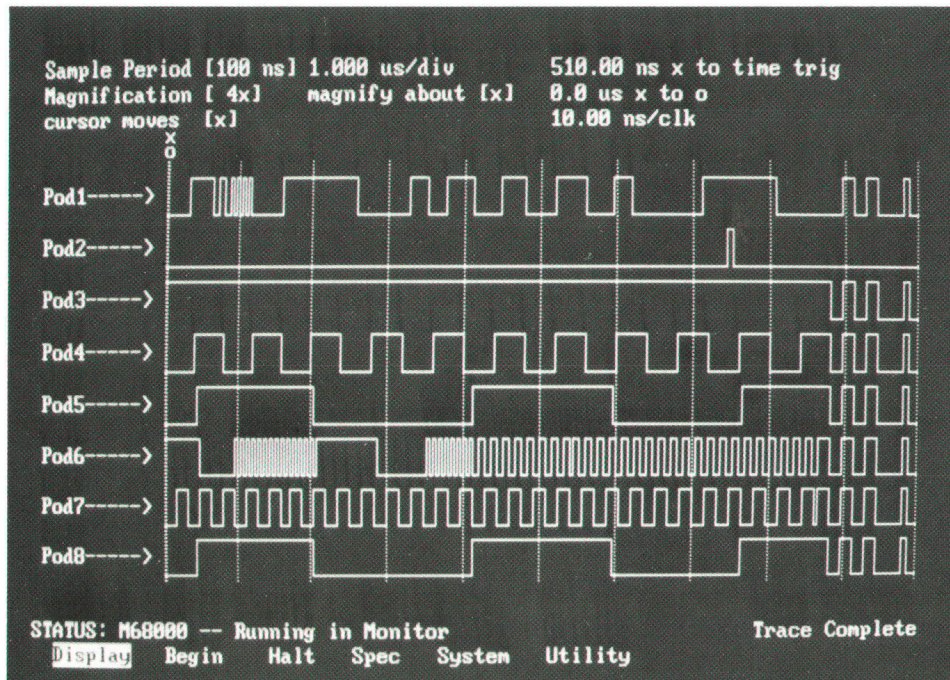 Sample Period [100 ns] 1.000 us/div 510.00 ns x to time trig
Magnification [ 4x] magnify about [x] 0.0 us x to o
cursor moves [x] 10.00 ns/clk
x
o
Pod1----->
Pod2----->
Pod3----->
Pod4----->
Pod5----->
Pod6----->
Pod7----->
Pod8----->
STATUS: M68000 -- Running in Monitor Trace Complete
Display Begin Halt Spec System Utility